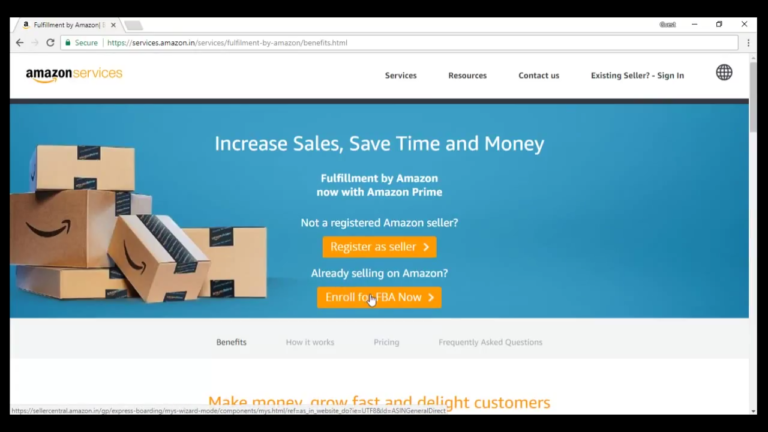 Fulfillment by Amazon|
Guest
Secure
https://services.amazon.in/services/fulfilment-by-amazon/benefits.html
amazonservices
Services
Resources
Contact us
Existing Seller? - Sign In
Increase Sales, Save Time and Money
Fulfillment by Amazon
now with Amazon Prime
Not a registered Amazon seller?
Register as seller >
Already selling on Amazon?
Enroll for FBA Now >
Benefits
How it works
Pricing
Frequently Asked Questions
Make money, grow fast and delight customers
https://sellercentral.amazon.in/gp/express-boarding/mys-wizard-mode/components/mys.html/ref=as_in_website_do?ie=UTF8&ld=ASINGeneralDirect